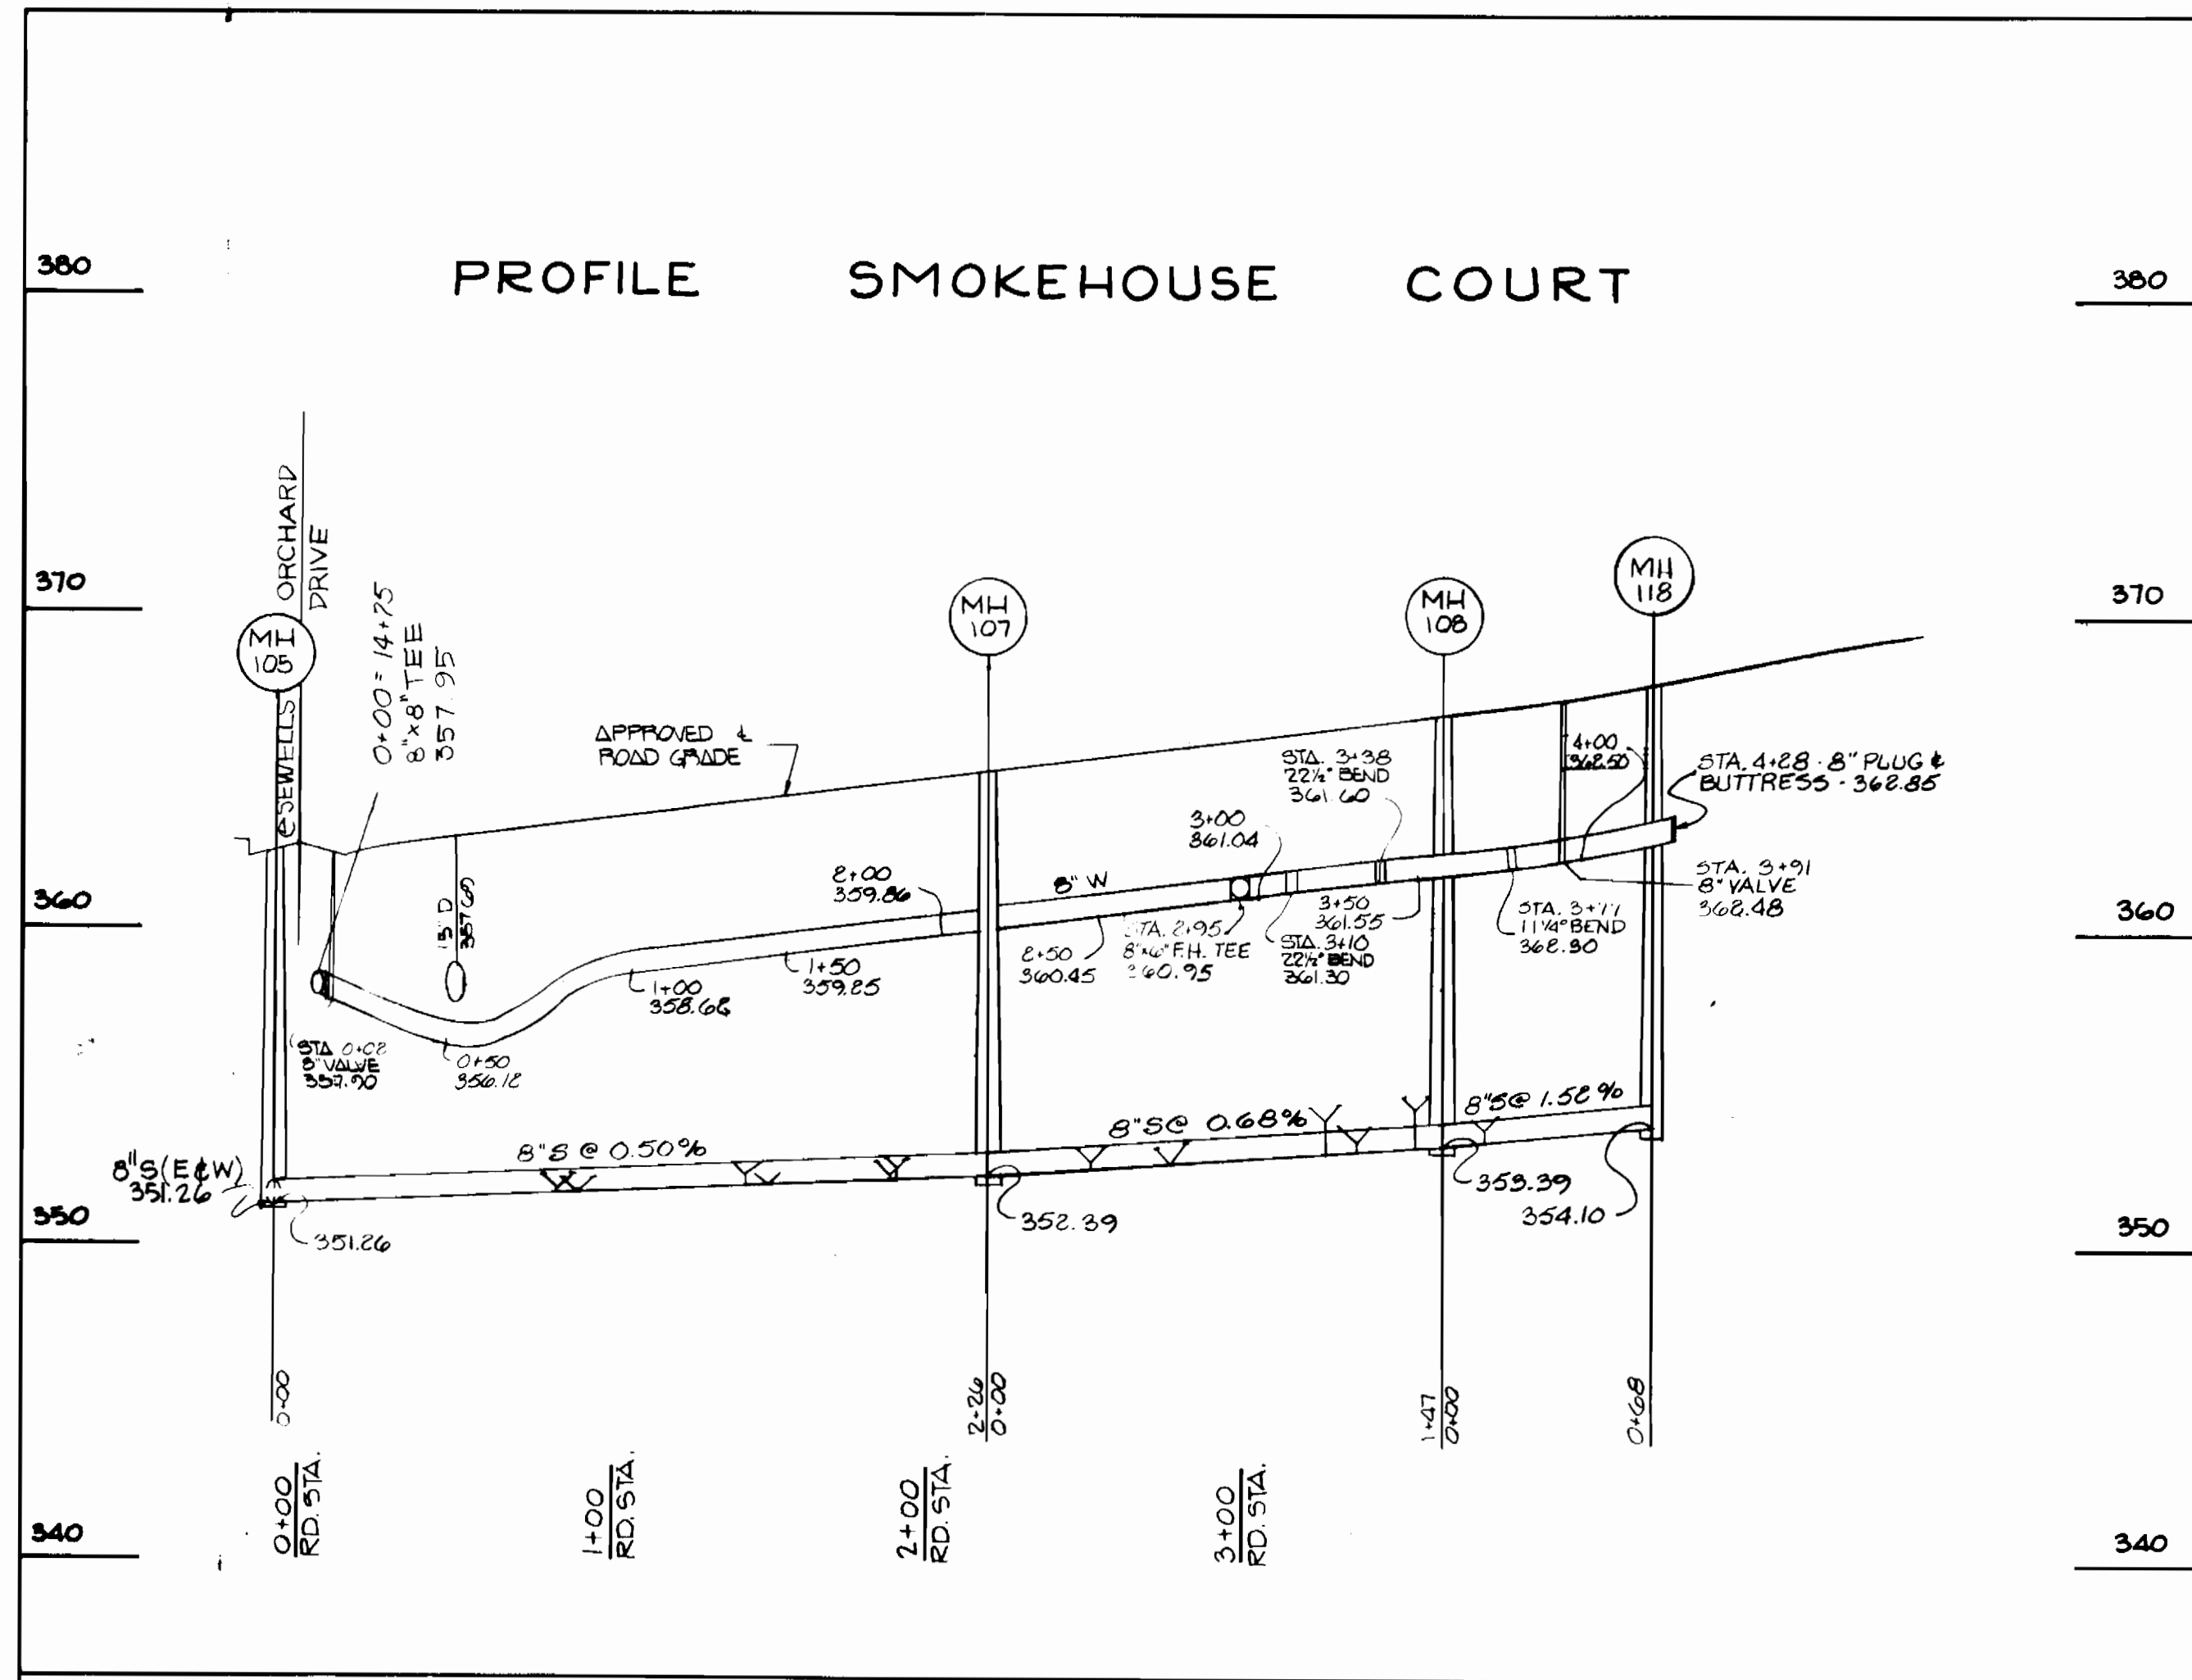 PROFILE SMOKEHOUSE COURT
380
380
370
370
360
360
350
350
340
340
MH
105
℄ SEWELLS ORCHARD
DRIVE
0+00 = 14+75
8"x8" TEE
357.95
APPROVED ℄
ROAD GRADE
15" D
MH
107
MH
108
MH
118
STA 0+02
8" VALVE
357.90
0+50
356.12
1+00
358.68
1+50
359.25
2+00
359.86
8" W
2+50
360.45
STA. 2+95
8"x6" F.H. TEE
360.95
3+00
361.04
STA. 3+10
22½° BEND
361.30
STA. 3+38
22½° BEND
361.60
3+50
361.55
STA. 3+77
11¼° BEND
362.30
4+00
362.50
STA. 3+91
8" VALVE
362.48
STA. 4+28 - 8" PLUG &
BUTTRESS - 362.85
8" S (E & W)
351.26
351.26
8" S @ 0.50%
352.39
8" S @ 0.68%
353.39
8" S @ 1.52%
354.10
0+00
2+26
0+00
1+47
0+00
0+68
0+00
RD. STA.
1+00
RD. STA.
2+00
RD. STA.
3+00
RD. STA.